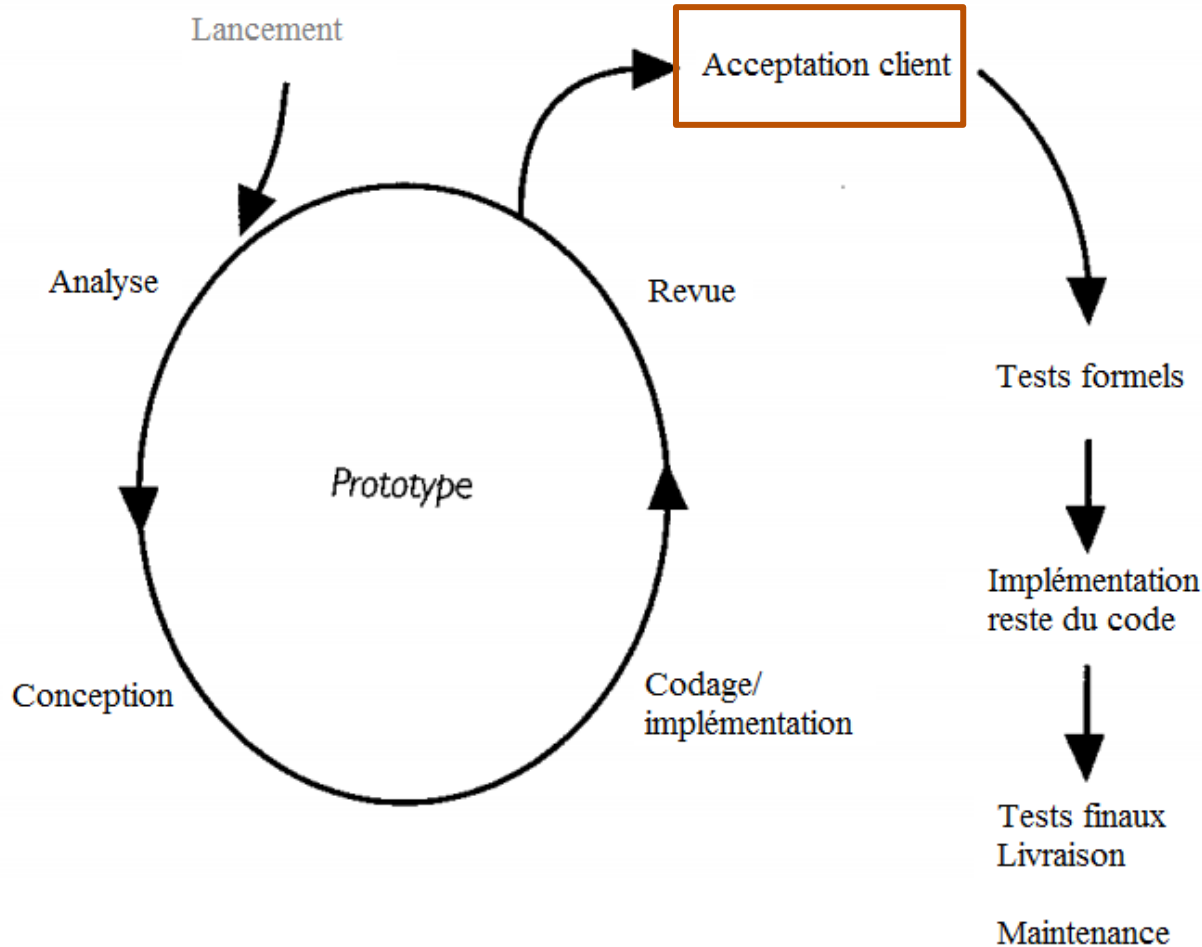 Lancement
Acceptation client
Analyse
Revue
Tests formels
Prototype
Implémentation
reste du code
Conception
Codage/
implémentation
Tests finaux
Livraison
Maintenance